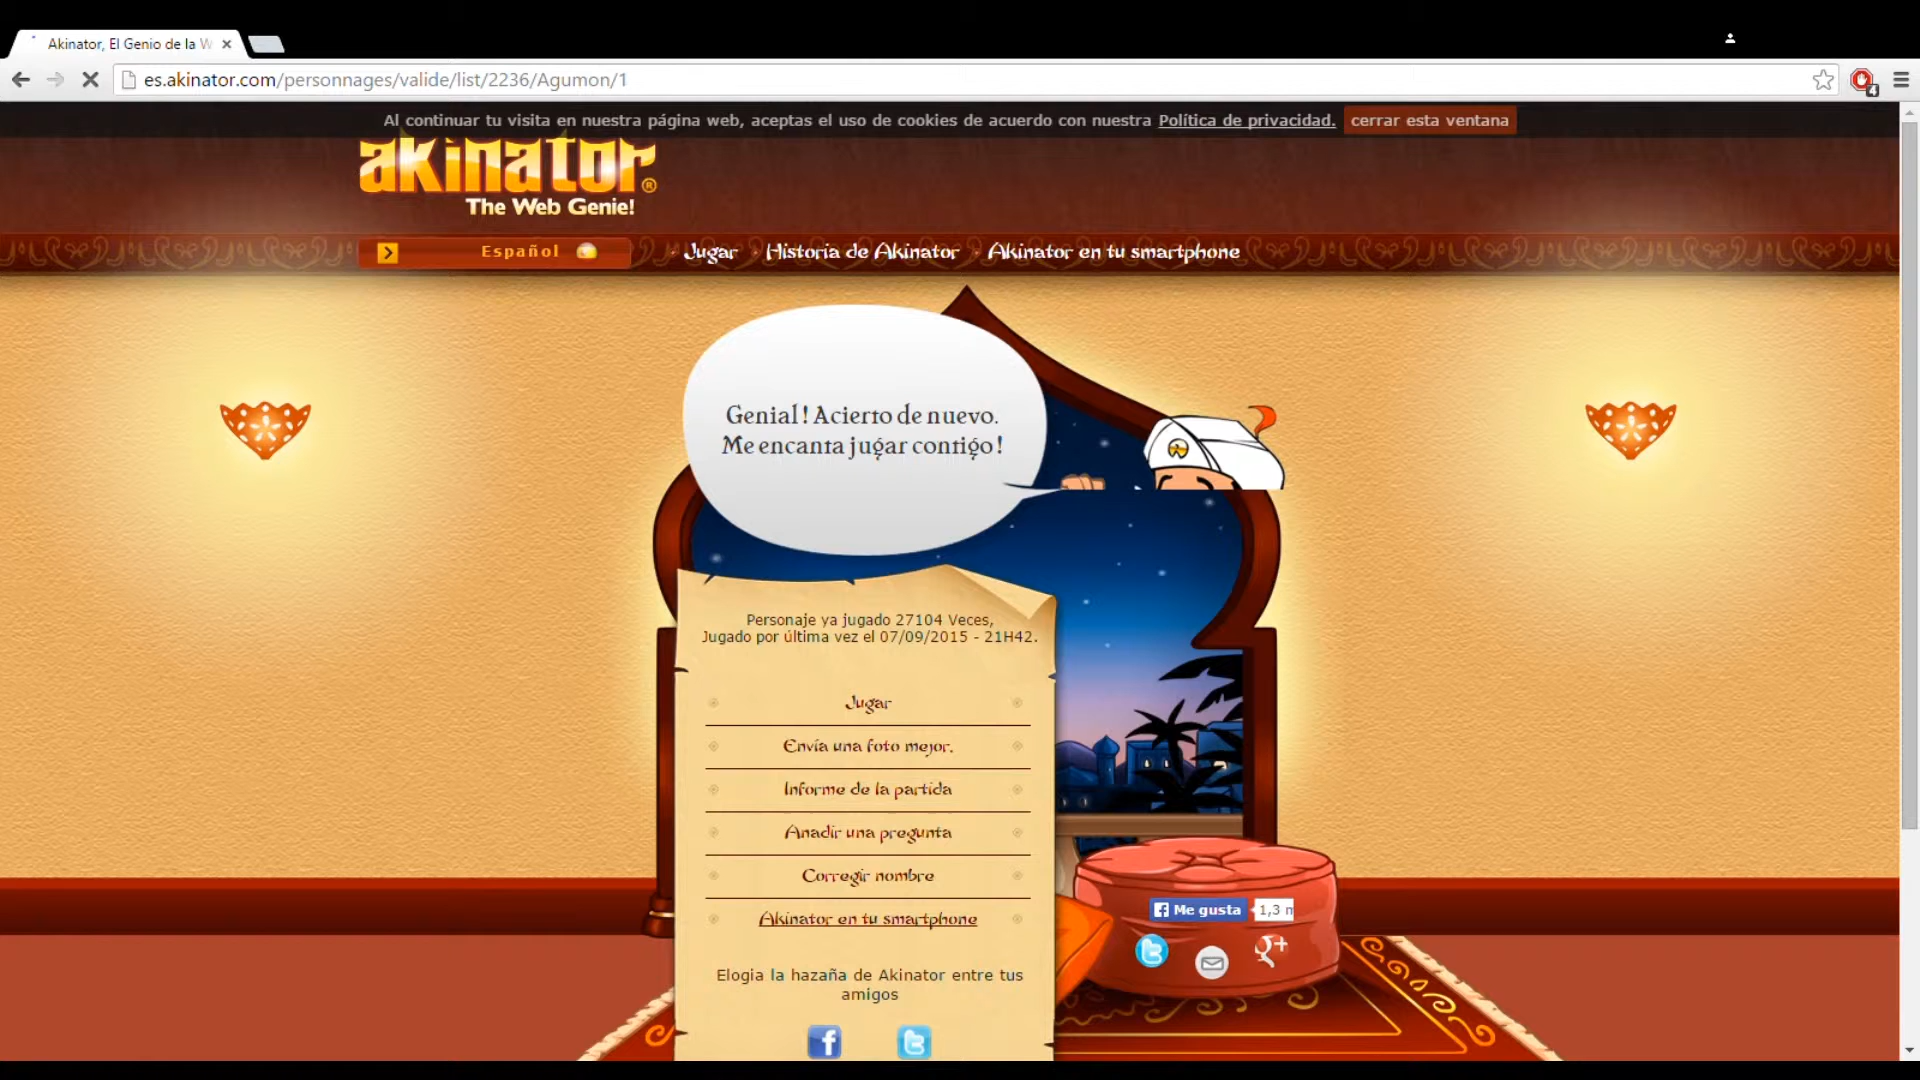 Akinator, El Genio de la W
es.akinator.com/personnages/valide/list/2236/Agumon/1
4
Al continuar tu visita en nuestra página web, aceptas el uso de cookies de acuerdo con nuestra Política de privacidad. cerrar esta ventana
akinator®
The Web Genie!
Español
Jugar
Historia de Akinator
Akinator en tu smartphone
Genial! Acierto de nuevo.
Me encanta jugar contigo!
Personaje ya jugado 27104 Veces,
Jugado por última vez el 07/09/2015 - 21H42.
Jugar
Envía una foto mejor.
Informe de la partida
Anadir una pregunta
Corregir nombre
Akinator en tu smartphone
Me gusta
1,3 m
Elogia la hazaña de Akinator entre tus
amigos